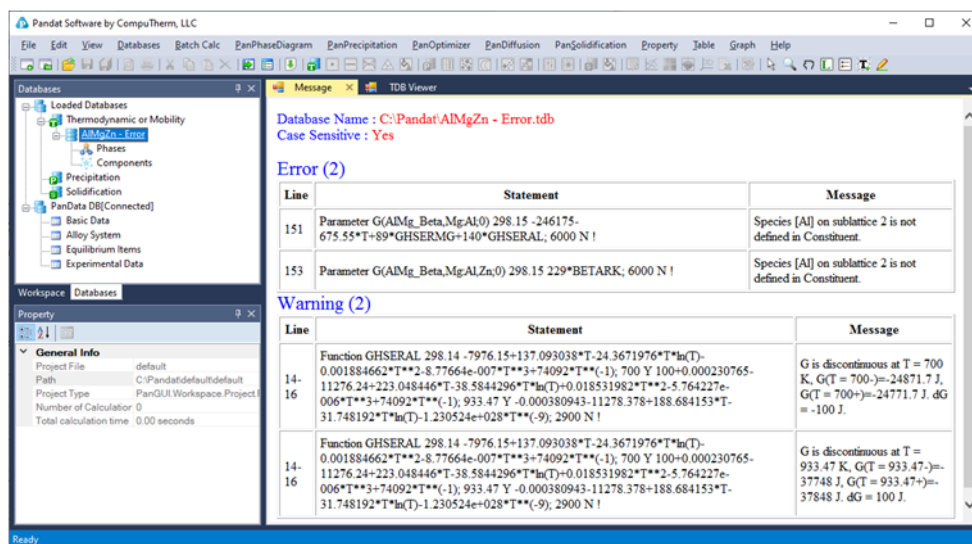 Pandat Software by CompuTherm, LLC
File Edit View Databases Batch Calc PanPhaseDiagram PanPrecipitation PanOptimizer PanDiffusion PanSolidification Property Table Graph Help
Databases
Message
TDB Viewer
Loaded Databases
Thermodynamic or Mobility
AlMgZn - Error
Phases
Components
Precipitation
Solidification
PanData DB[Connected]
Basic Data
Alloy System
Equilibrium Items
Experimental Data
Workspace Databases
Property
General Info
Project File default
Path C:\Pandat\default\default
Project Type PanGUI.Workspace.Project.F
Number of Calculation 0
Total calculation time 0.00 seconds
Database Name : C:\Pandat\AlMgZn - Error.tdb
Case Sensitive : Yes
Error (2)
Line Statement Message
151
Parameter G(AlMg_Beta,Mg:Al;0) 298.15 -246175-
675.55*T+89*GHSERMG+140*GHSERAL; 6000 N !
Species [Al] on sublattice 2 is not
defined in Constituent.
153
Parameter G(AlMg_Beta,Mg:Al,Zn;0) 298.15 229*BETARK; 6000 N !
Species [Al] on sublattice 2 is not
defined in Constituent.
Warning (2)
Line Statement Message
14-
16
Function GHSERAL 298.14 -7976.15+137.093038*T-24.3671976*T*ln(T)-
0.001884662*T**2-8.77664e-007*T**3+74092*T**(-1); 700 Y 100+0.000230765-
11276.24+223.048446*T-38.5844296*T*ln(T)+0.018531982*T**2-5.764227e-
006*T**3+74092*T**(-1); 933.47 Y -0.000380943-11278.378+188.684153*T-
31.748192*T*ln(T)-1.230524e+028*T**(-9); 2900 N !
G is discontinuous at T = 700
K, G(T = 700-)=-24871.7 J,
G(T = 700+)=-24771.7 J. dG
= -100 J.
14-
16
Function GHSERAL 298.14 -7976.15+137.093038*T-24.3671976*T*ln(T)-
0.001884662*T**2-8.77664e-007*T**3+74092*T**(-1); 700 Y 100+0.000230765-
11276.24+223.048446*T-38.5844296*T*ln(T)+0.018531982*T**2-5.764227e-
006*T**3+74092*T**(-1); 933.47 Y -0.000380943-11278.378+188.684153*T-
31.748192*T*ln(T)-1.230524e+028*T**(-9); 2900 N !
G is discontinuous at T =
933.47 K, G(T = 933.47-)=-
37748 J, G(T = 933.47+)=-
37848 J. dG = 100 J.
Ready